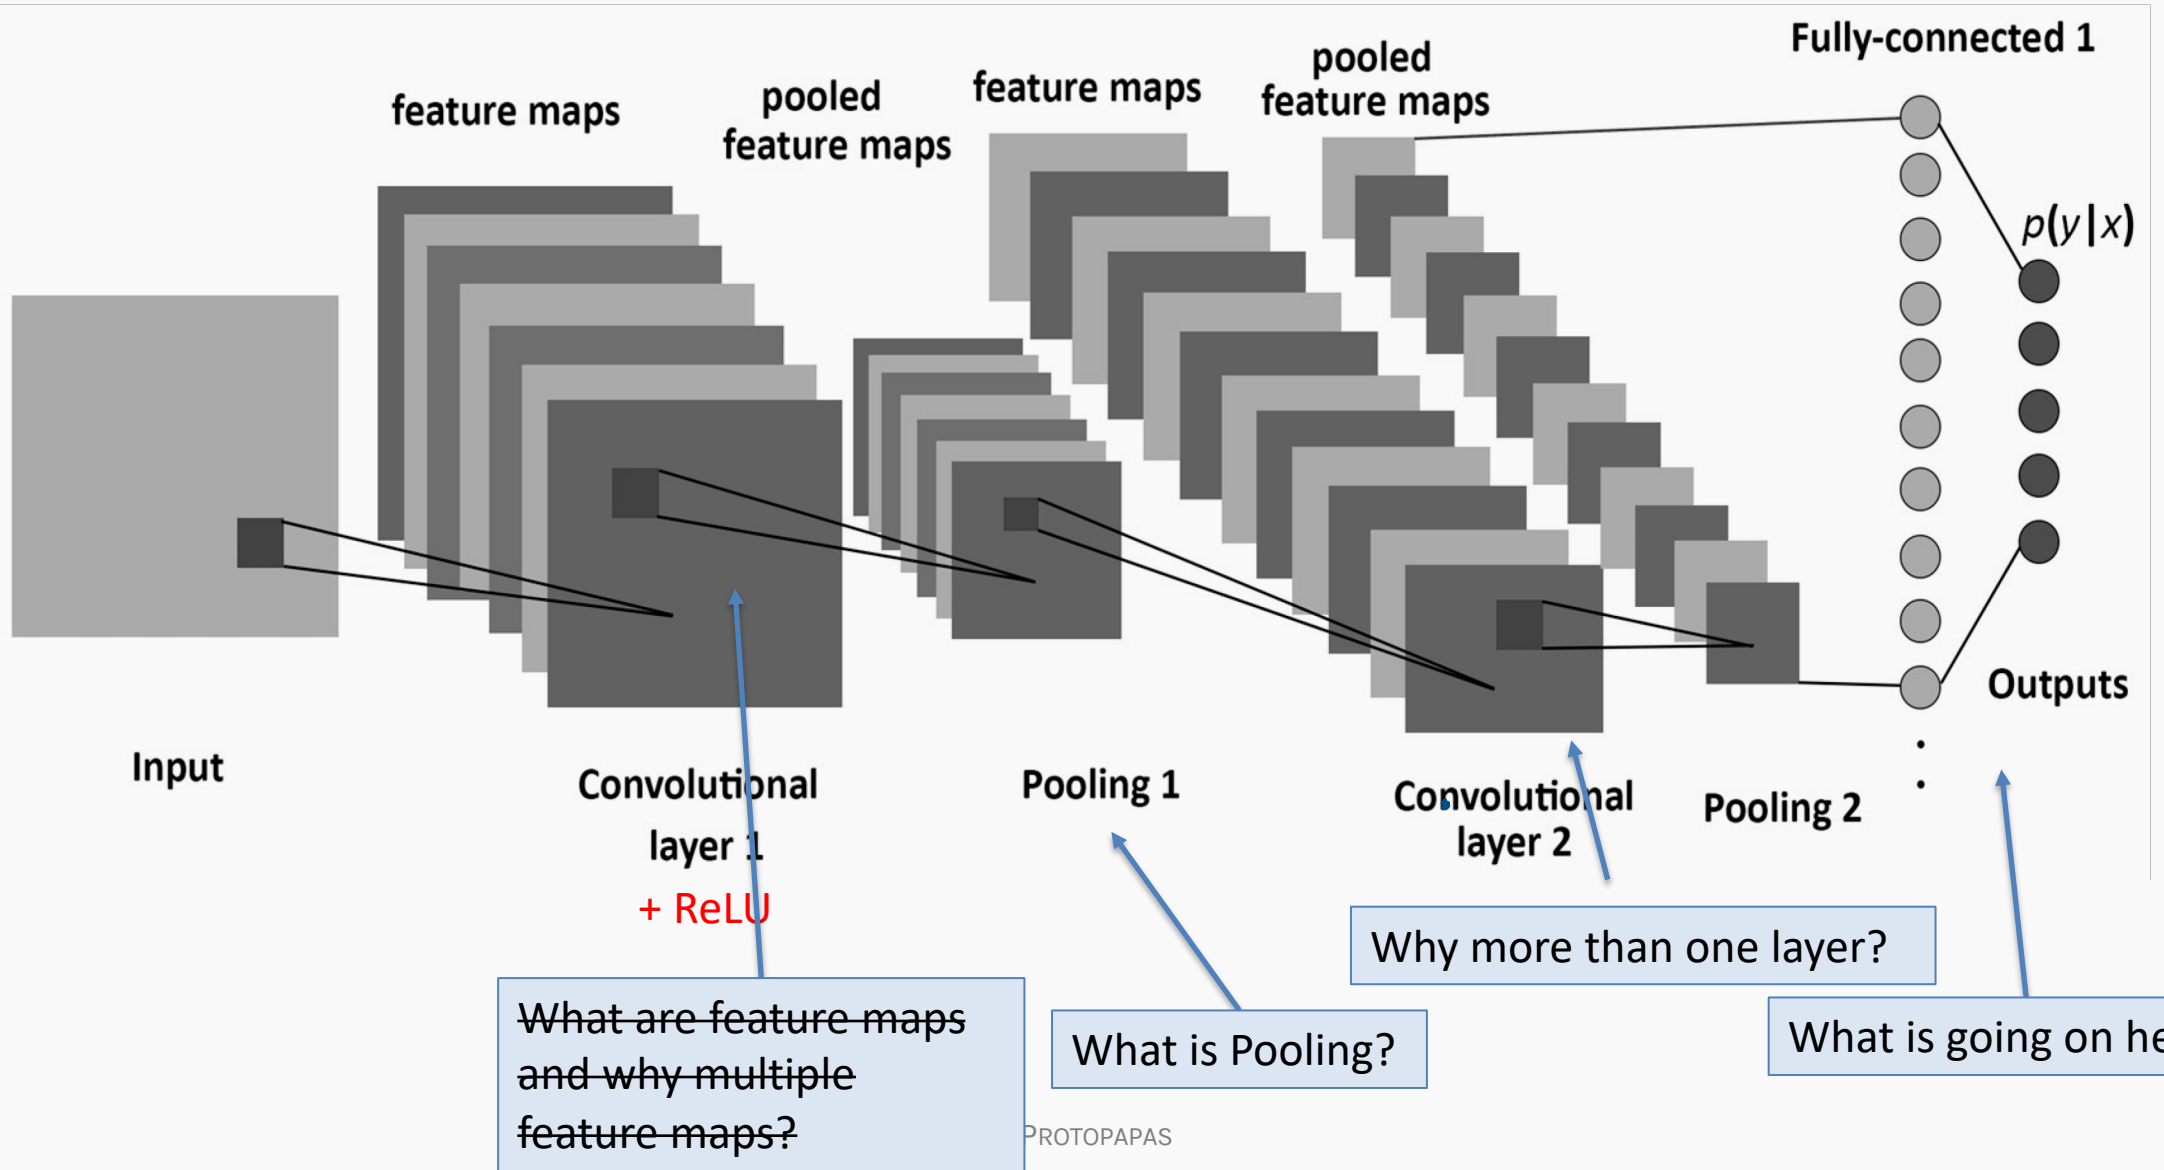 Fully-connected 1
pooled
feature maps
feature maps
pooled
feature maps
feature maps
p(y|x)
Outputs
Input
Convolutional
layer 1
+ ReLU
Pooling 1
Convolutional
layer 2
Pooling 2
Why more than one layer?
What are feature maps
and why multiple
feature maps?
What is Pooling?
What is going on he
PROTOPAPAS